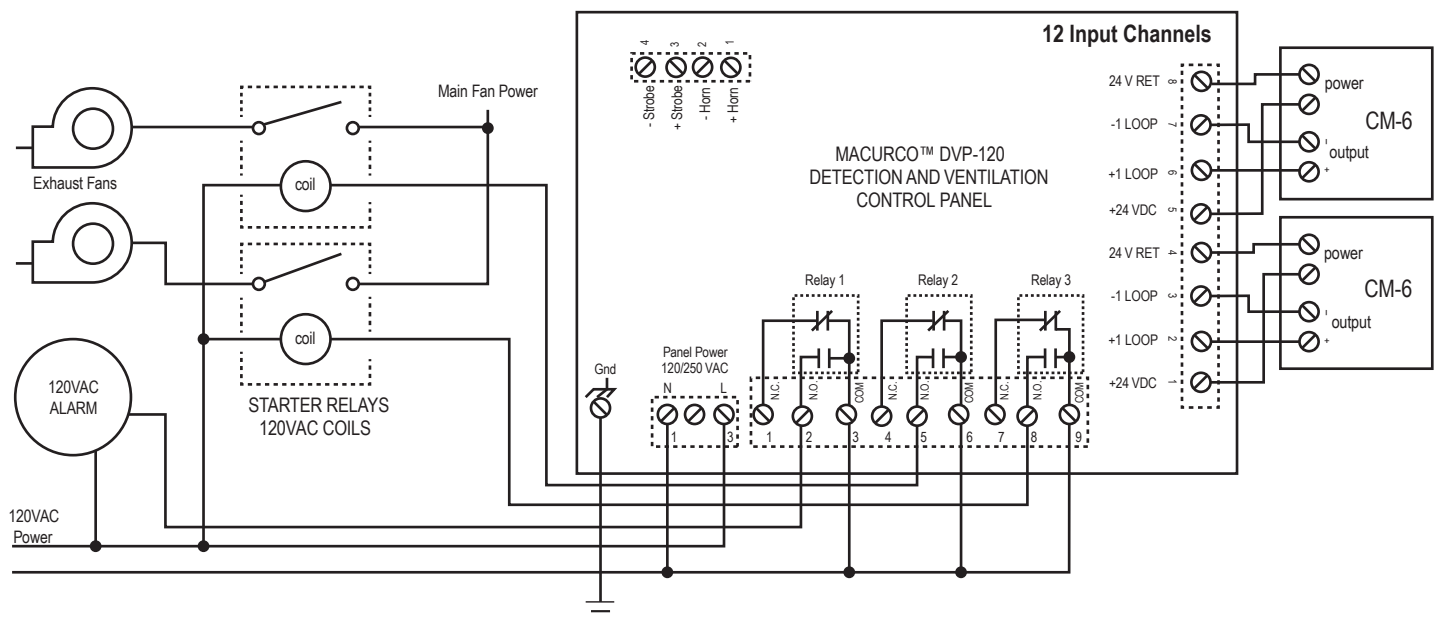 12 Input Channels
4
3
2
1
- Strobe
+ Strobe
- Horn
+ Horn
Main Fan Power
Exhaust Fans
coil
coil
STARTER RELAYS
120VAC COILS
120VAC
ALARM
120VAC
Power
MACURCO™ DVP-120
DETECTION AND VENTILATION
CONTROL PANEL
24 V RET 8
-1 LOOP 7
+1 LOOP 6
+24 VDC 5
24 V RET 4
-1 LOOP 3
+1 LOOP 2
+24 VDC 1
power
CM-6
-
output
+
power
CM-6
-
output
+
Relay 1
Relay 2
Relay 3
Gnd
Panel Power
120/250 VAC
N L
1 3
N.C. N.O. COM N.C. N.O. COM N.C. N.O. COM
1 2 3 4 5 6 7 8 9